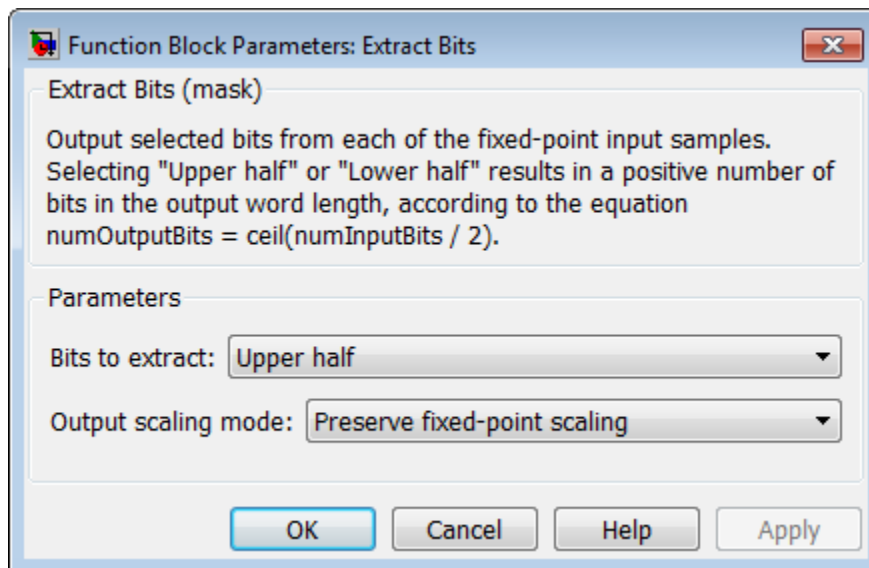 Function Block Parameters: Extract Bits
Extract Bits (mask)
Output selected bits from each of the fixed-point input samples.
Selecting "Upper half" or "Lower half" results in a positive number of
bits in the output word length, according to the equation
numOutputBits = ceil(numInputBits / 2).
Parameters
Bits to extract: Upper half
Output scaling mode: Preserve fixed-point scaling
OK Cancel Help Apply